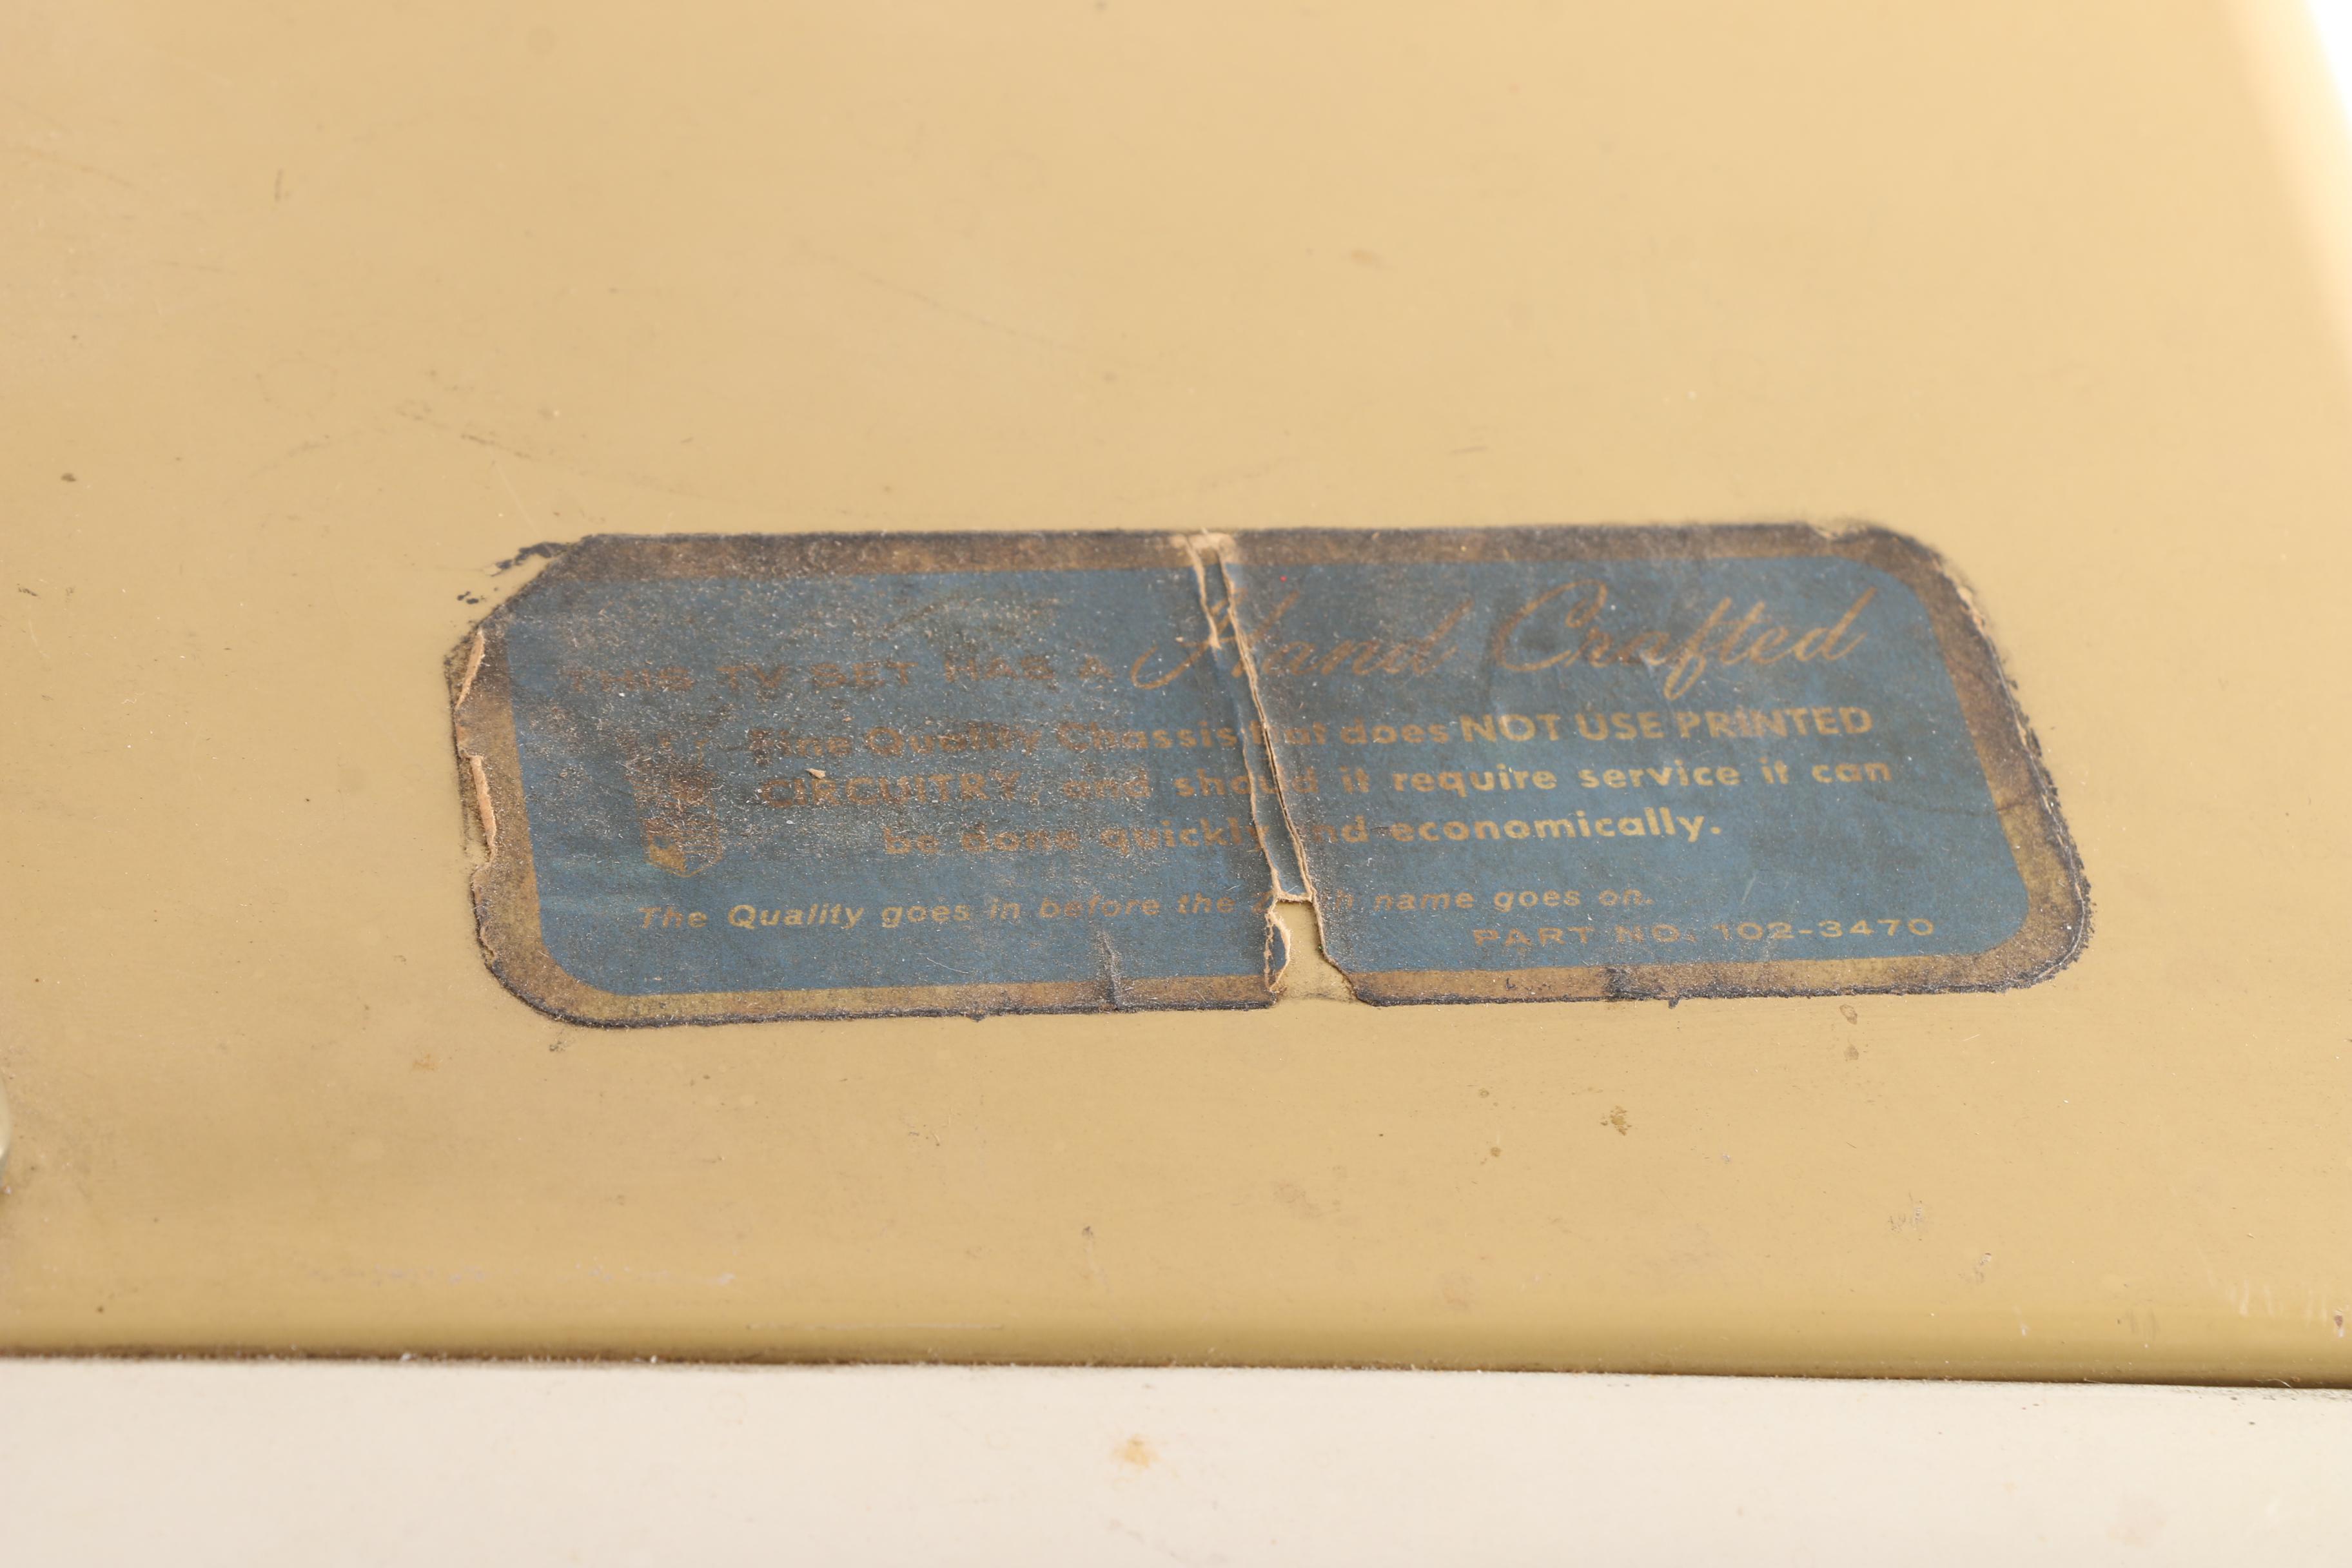 THIS TV SET HAS A Hand Crafted
Fine Quality Chassis that does NOT USE PRINTED
CIRCUITRY, and should it require service it can
be done quickly and economically.
The Quality goes in before the name goes on.
PART NO. 102-3470